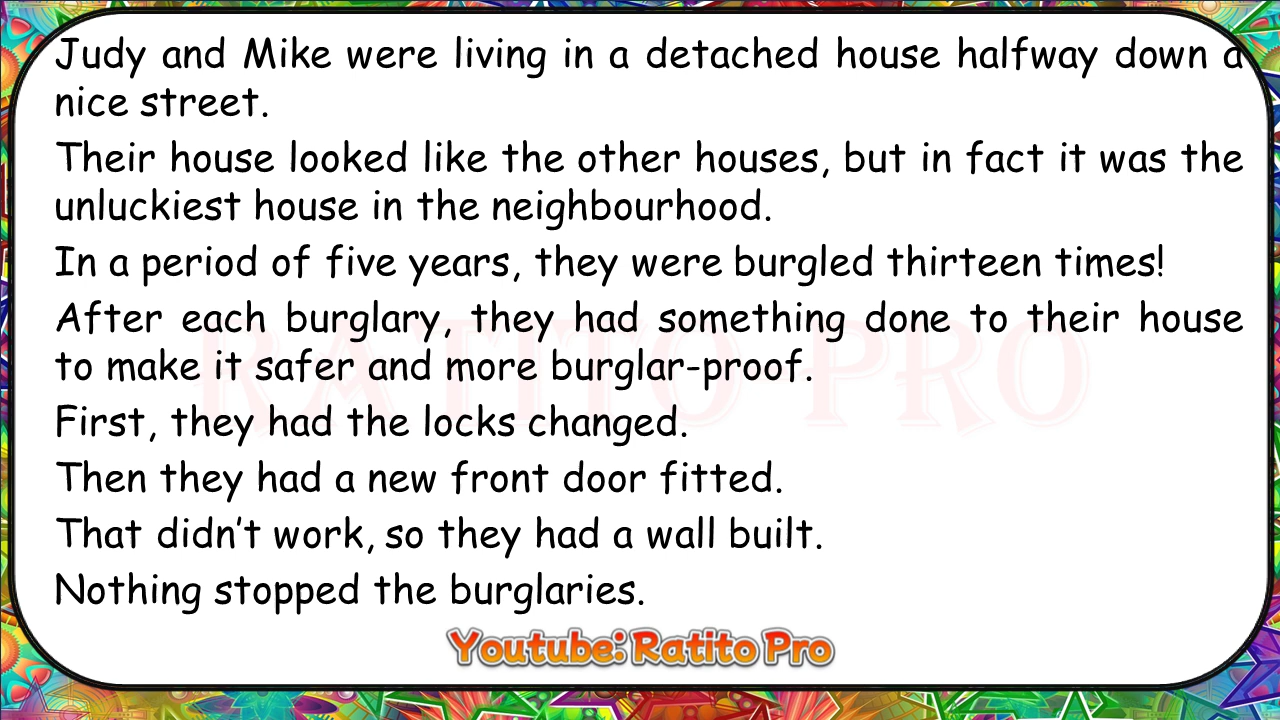 Judy and Mike were living in a detached house halfway down a
nice street.
Their house looked like the other houses, but in fact it was the
unluckiest house in the neighbourhood.
In a period of five years, they were burgled thirteen times!
After each burglary, they had something done to their house
to make it safer and more burglar-proof.
RATITO PRO
First, they had the locks changed.
Then they had a new front door fitted.
That didn’t work, so they had a wall built.
Nothing stopped the burglaries.
Youtube: Ratito Pro